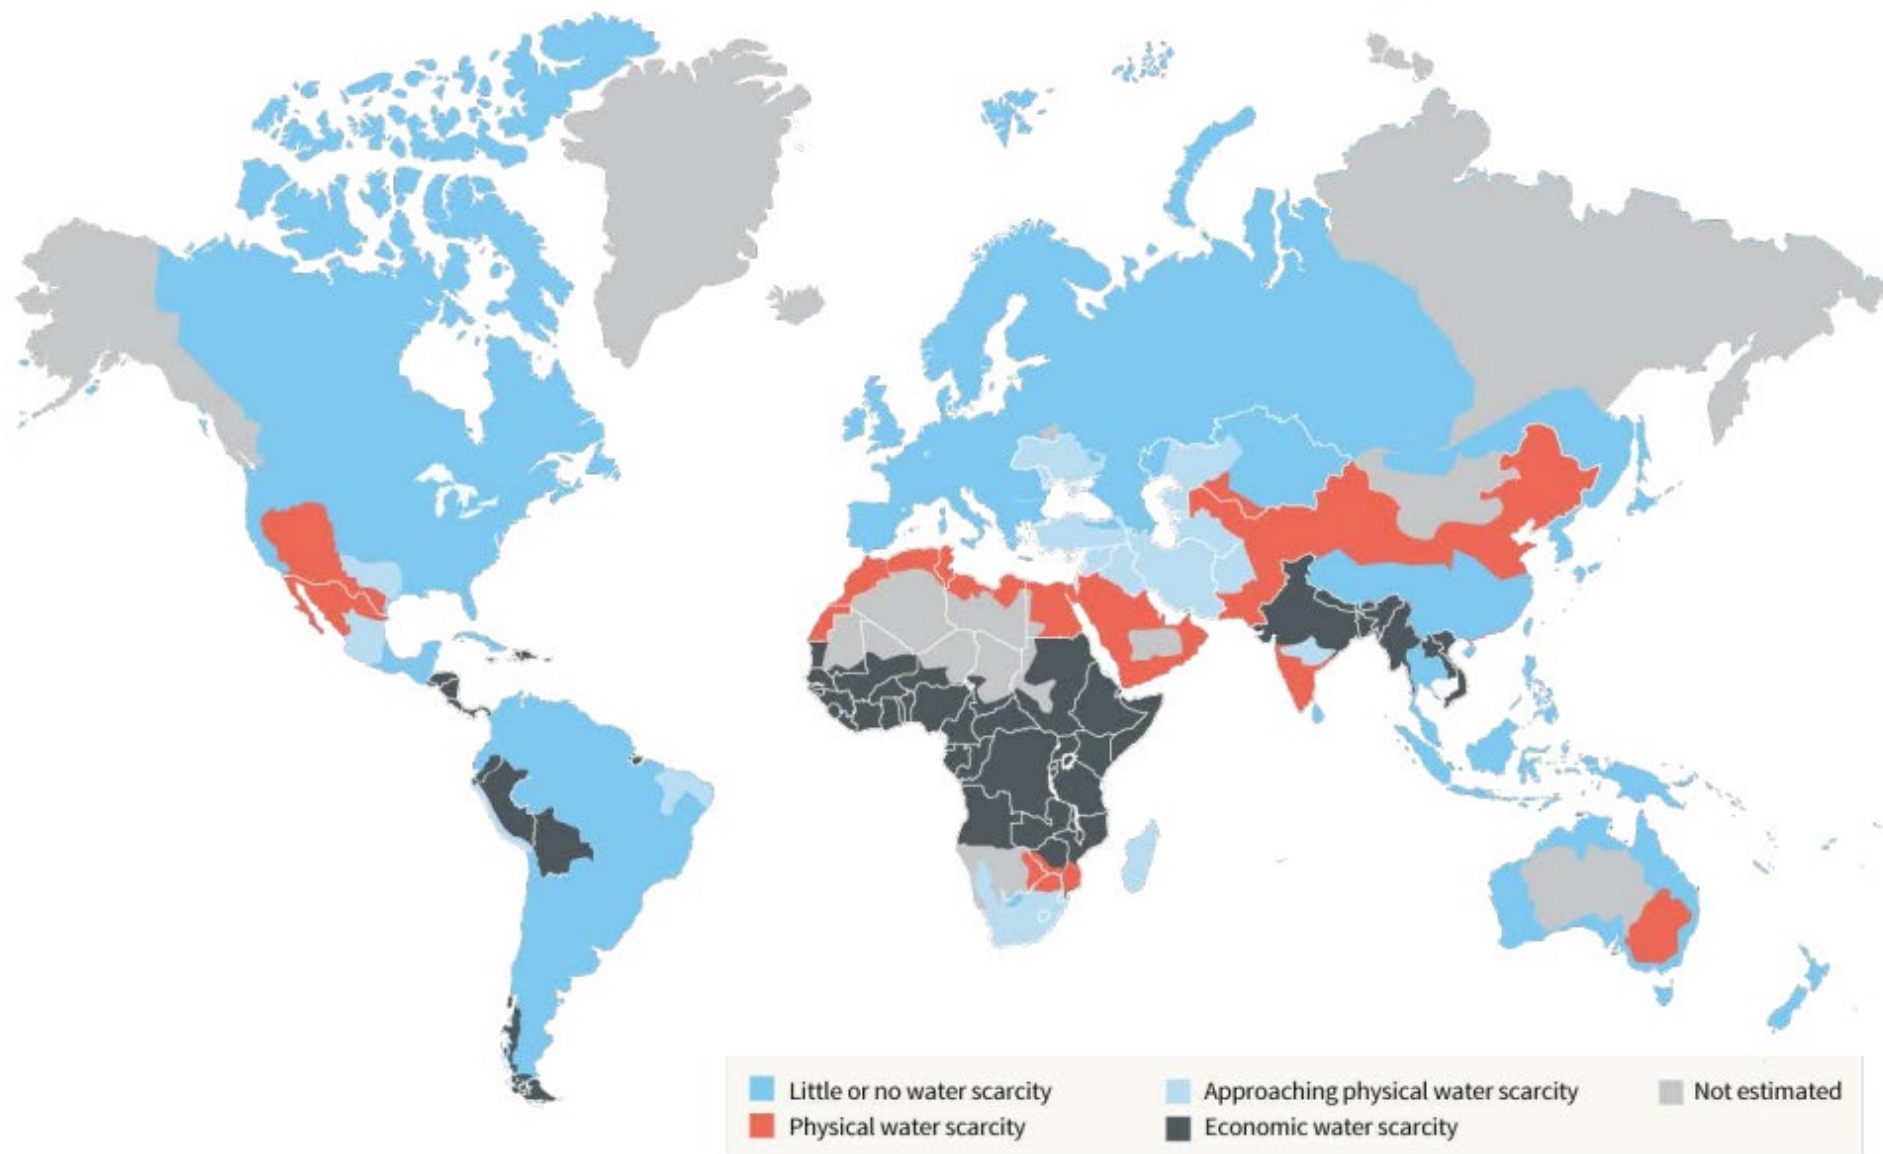 Little or no water scarcity
Approaching physical water scarcity
Not estimated
Physical water scarcity
Economic water scarcity